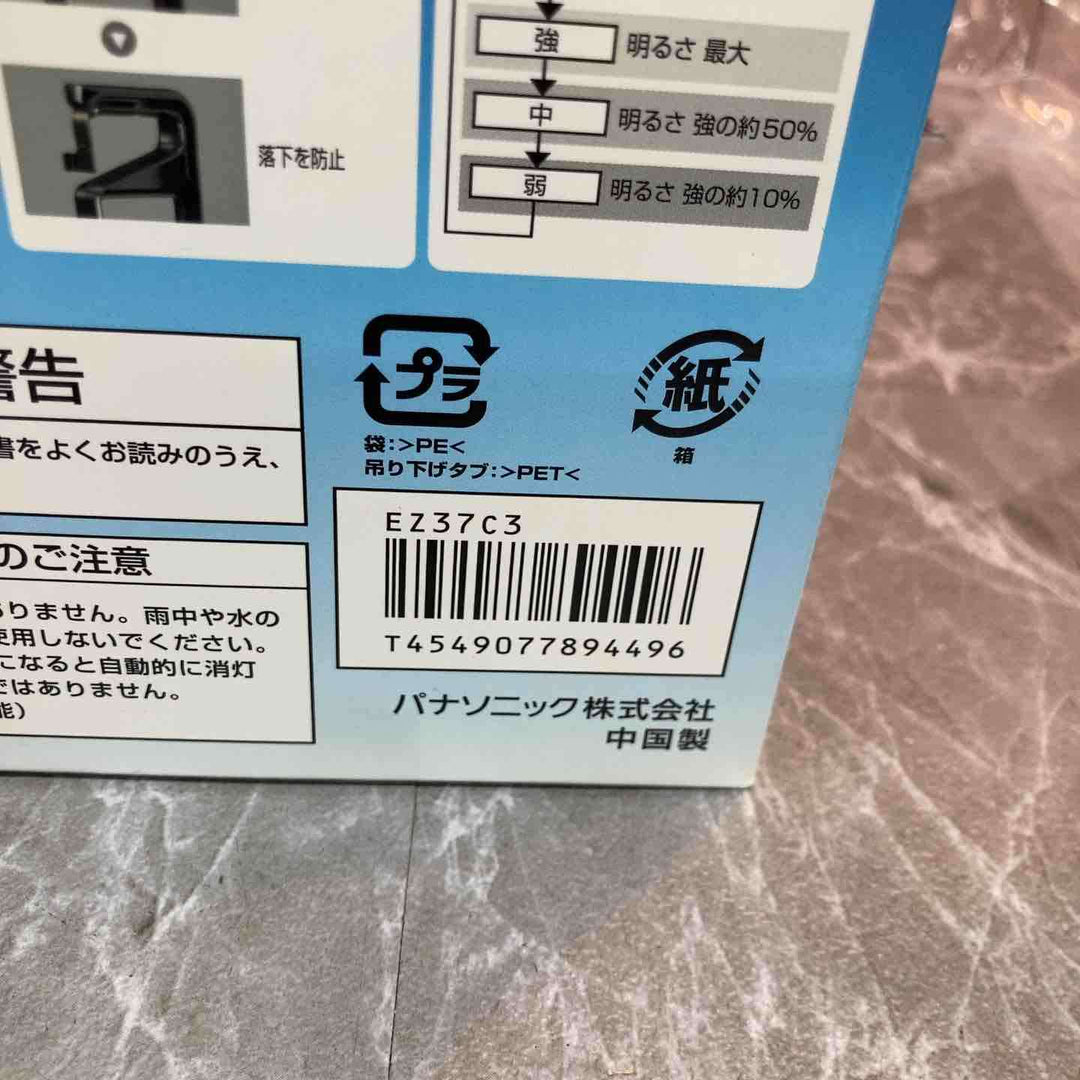 強 明るさ 最大
中 明るさ 強の約50%
弱 明るさ 強の約10%
落下を防止
警告
書をよくお読みのうえ、
プラ
袋:>PE<
吊り下げタブ:>PET<
紙
箱
のご注意
ありません。雨中や水の
使用しないでください。
になると自動的に消灯
ではありません。
能)
EZ37C3
T4549077894496
パナソニック株式会社
中国製